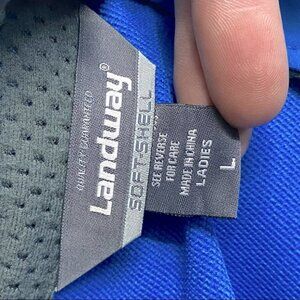 QUALITY GUARANTEED
Landway®
SOFT-SHELL
SEE REVERSE
FOR CARE
MADE IN CHINA
LADIES
L